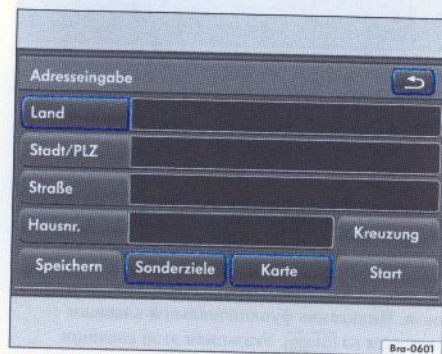 Adresseingabe
Land
Stadt/PLZ
Straße
Hausnr. Kreuzung
Speichern Sonderziele Karte Start
Bra-0601